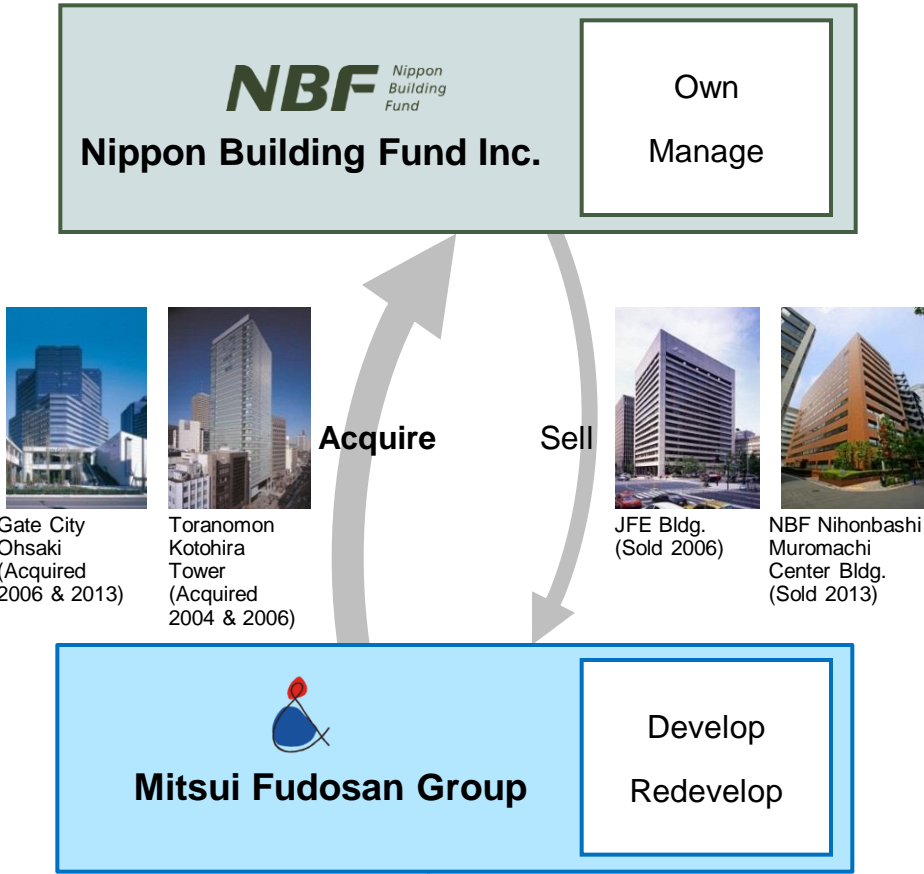 NBF
Nippon
Building
Fund
Nippon Building Fund Inc.
Own
Manage
Acquire
Sell
Gate City
Ohsaki
(Acquired
2006 & 2013)
Toranomon
Kotohira
Tower
(Acquired
2004 & 2006)
JFE Bldg.
(Sold 2006)
NBF Nihonbashi
Muromachi
Center Bldg.
(Sold 2013)
Mitsui Fudosan Group
Develop
Redevelop